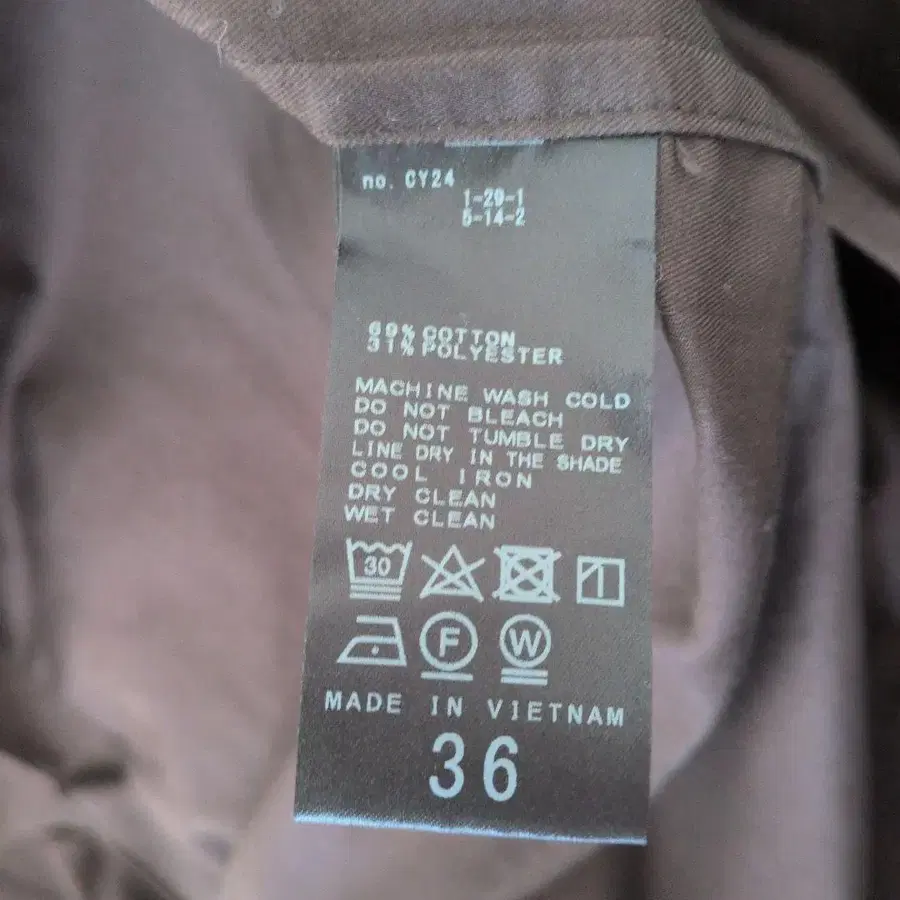 no. CY24
1-29-1
5-14-2
69% COTTON
31% POLYESTER
MACHINE WASH COLD
DO NOT BLEACH
DO NOT TUMBLE DRY
LINE DRY IN THE SHADE
COOL IRON
DRY CLEAN
WET CLEAN
30
F W
MADE IN VIETNAM
36